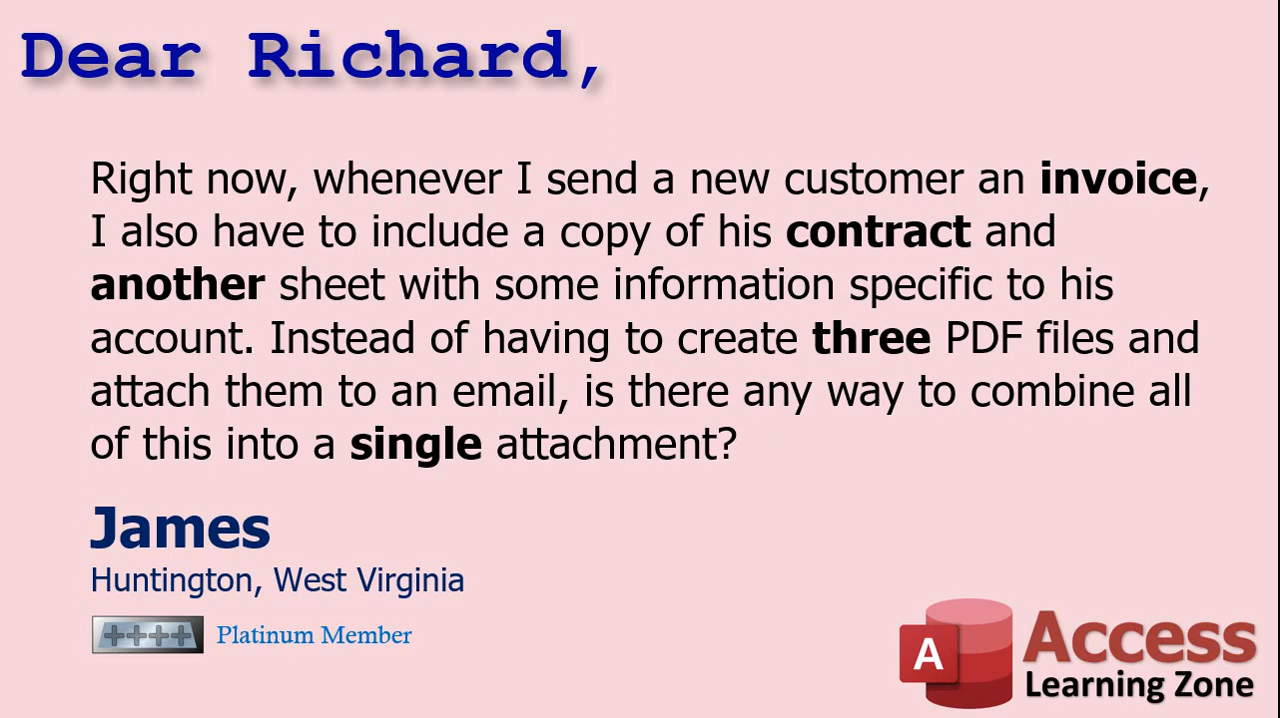 Dear Richard,
Right now, whenever I send a new customer an invoice,
I also have to include a copy of his contract and
another sheet with some information specific to his
account. Instead of having to create three PDF files and
attach them to an email, is there any way to combine all
of this into a single attachment?
James
Huntington, West Virginia
++++ Platinum Member
A Access
Learning Zone